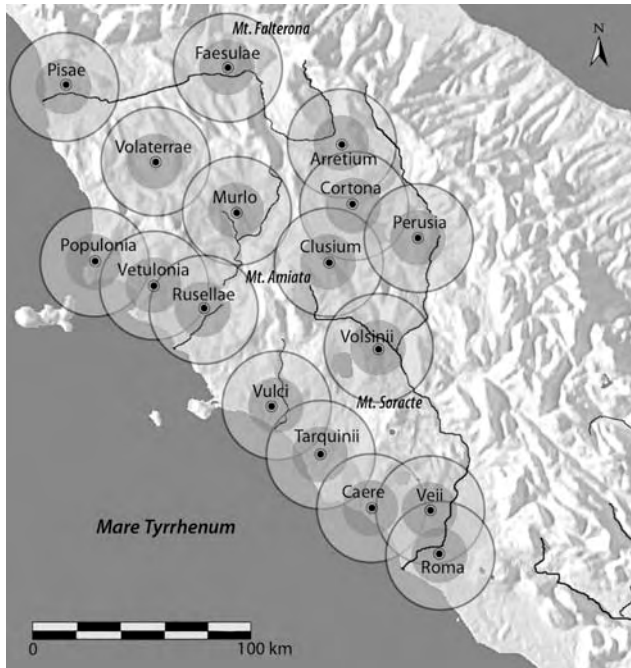 Mt. Falterona
N
Faesulae
Pisae
Volaterrae
Arretium
Murlo
Cortona
Perusia
Populonia
Clusium
Vetulonia
Mt. Amiata
Rusellae
Volsinii
Vulci
Mt. Soracte
Tarquinii
Caere
Veii
Mare Tyrrhenum
Roma
0
100 km